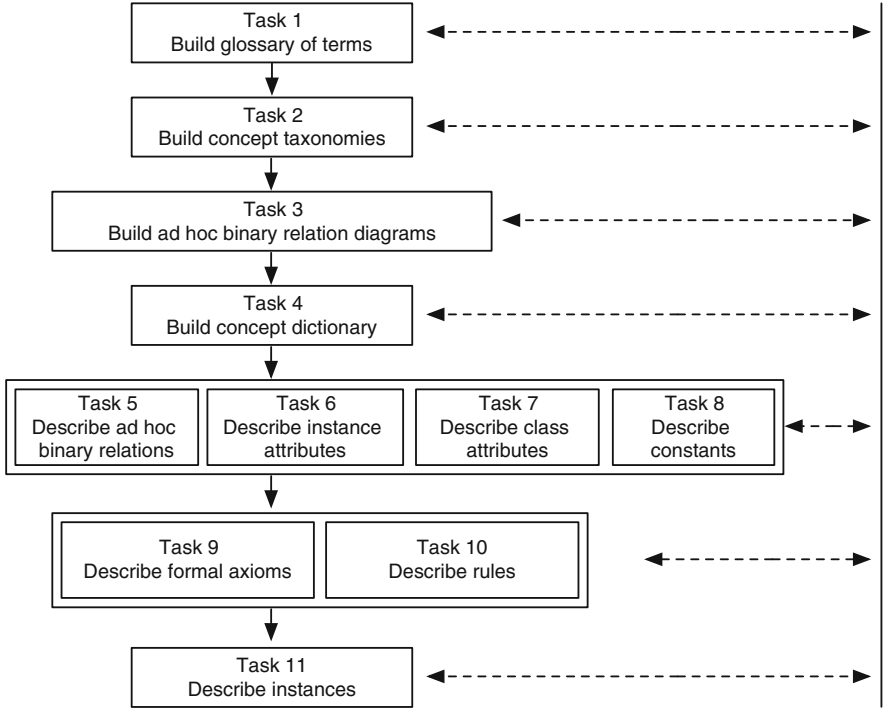 Task 1
Build glossary of terms
Task 2
Build concept taxonomies
Task 3
Build ad hoc binary relation diagrams
Task 4
Build concept dictionary
Task 5
Describe ad hoc
binary relations
Task 6
Describe instance
attributes
Task 7
Describe class
attributes
Task 8
Describe
constants
Task 9
Describe formal axioms
Task 10
Describe rules
Task 11
Describe instances